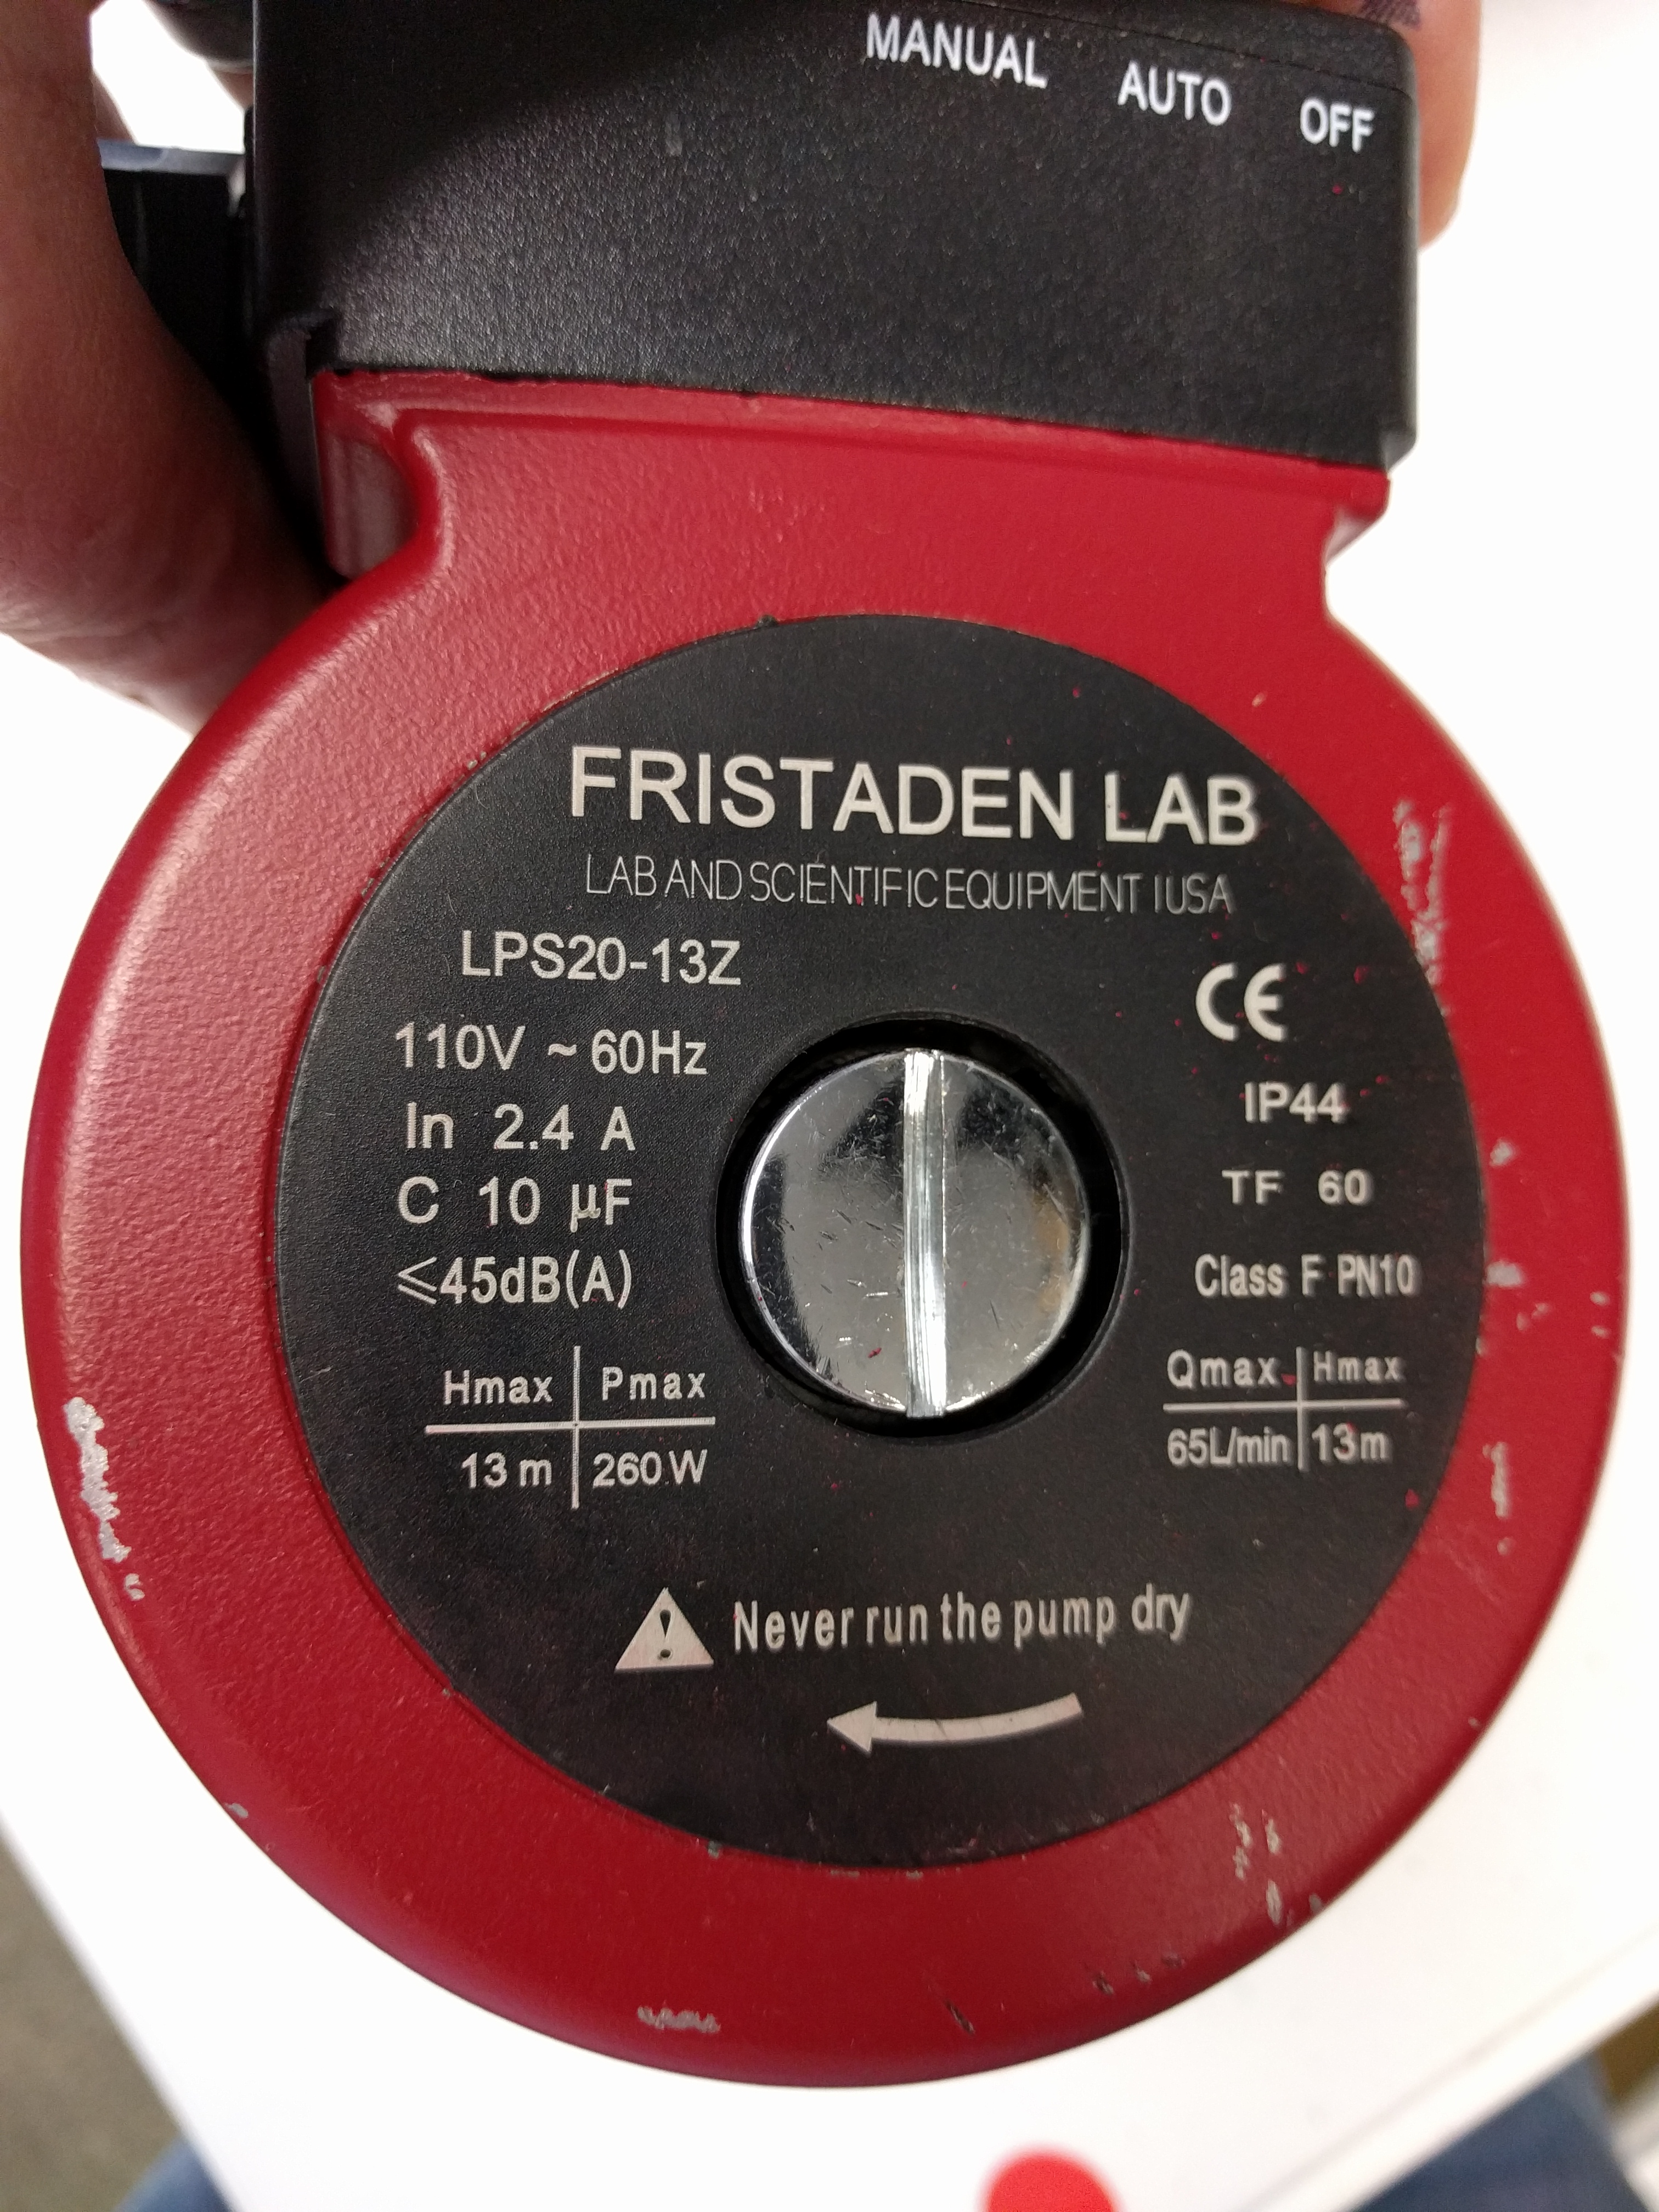 MANUAL AUTO OFF
FRISTADEN LAB
LAB AND SCIENTIFIC EQUIPMENT I USA
LPS20-13Z
110V ~ 60Hz
In 2.4 A
C 10 µF
≤45dB(A)
Hmax Pmax
13 m 260 W
CE
IP44
TF 60
Class F PN10
Qmax Hmax
65L/min 13m
Never run the pump dry